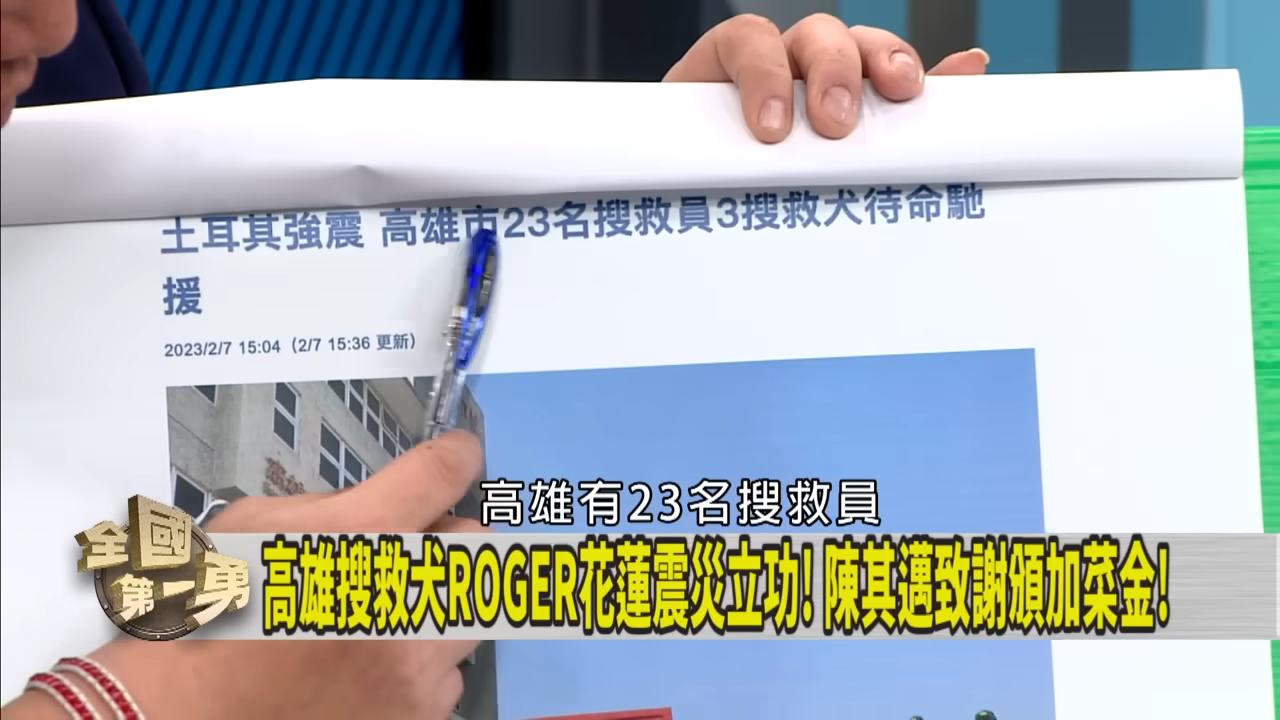 土耳其強震 高雄市23名搜救員3搜救犬待命馳
援
2023/2/7 15:04（2/7 15:36 更新）
高雄有23名搜救員
全國
第一勇
高雄搜救犬ROGER花蓮震災立功! 陳其邁致謝頒加菜金!